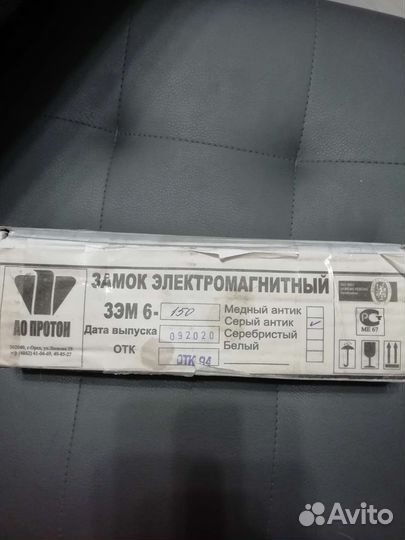 ЗАМОК ЭЛЕКТРОМАГНИТНЫЙ
АО ПРОТОН
ЗЭМ 6- 150
Дата выпуска 092020
ОТК ОТК 94
Медный антик
Серый антик ✓
Серебристый
Белый
МЕ 67
Avito